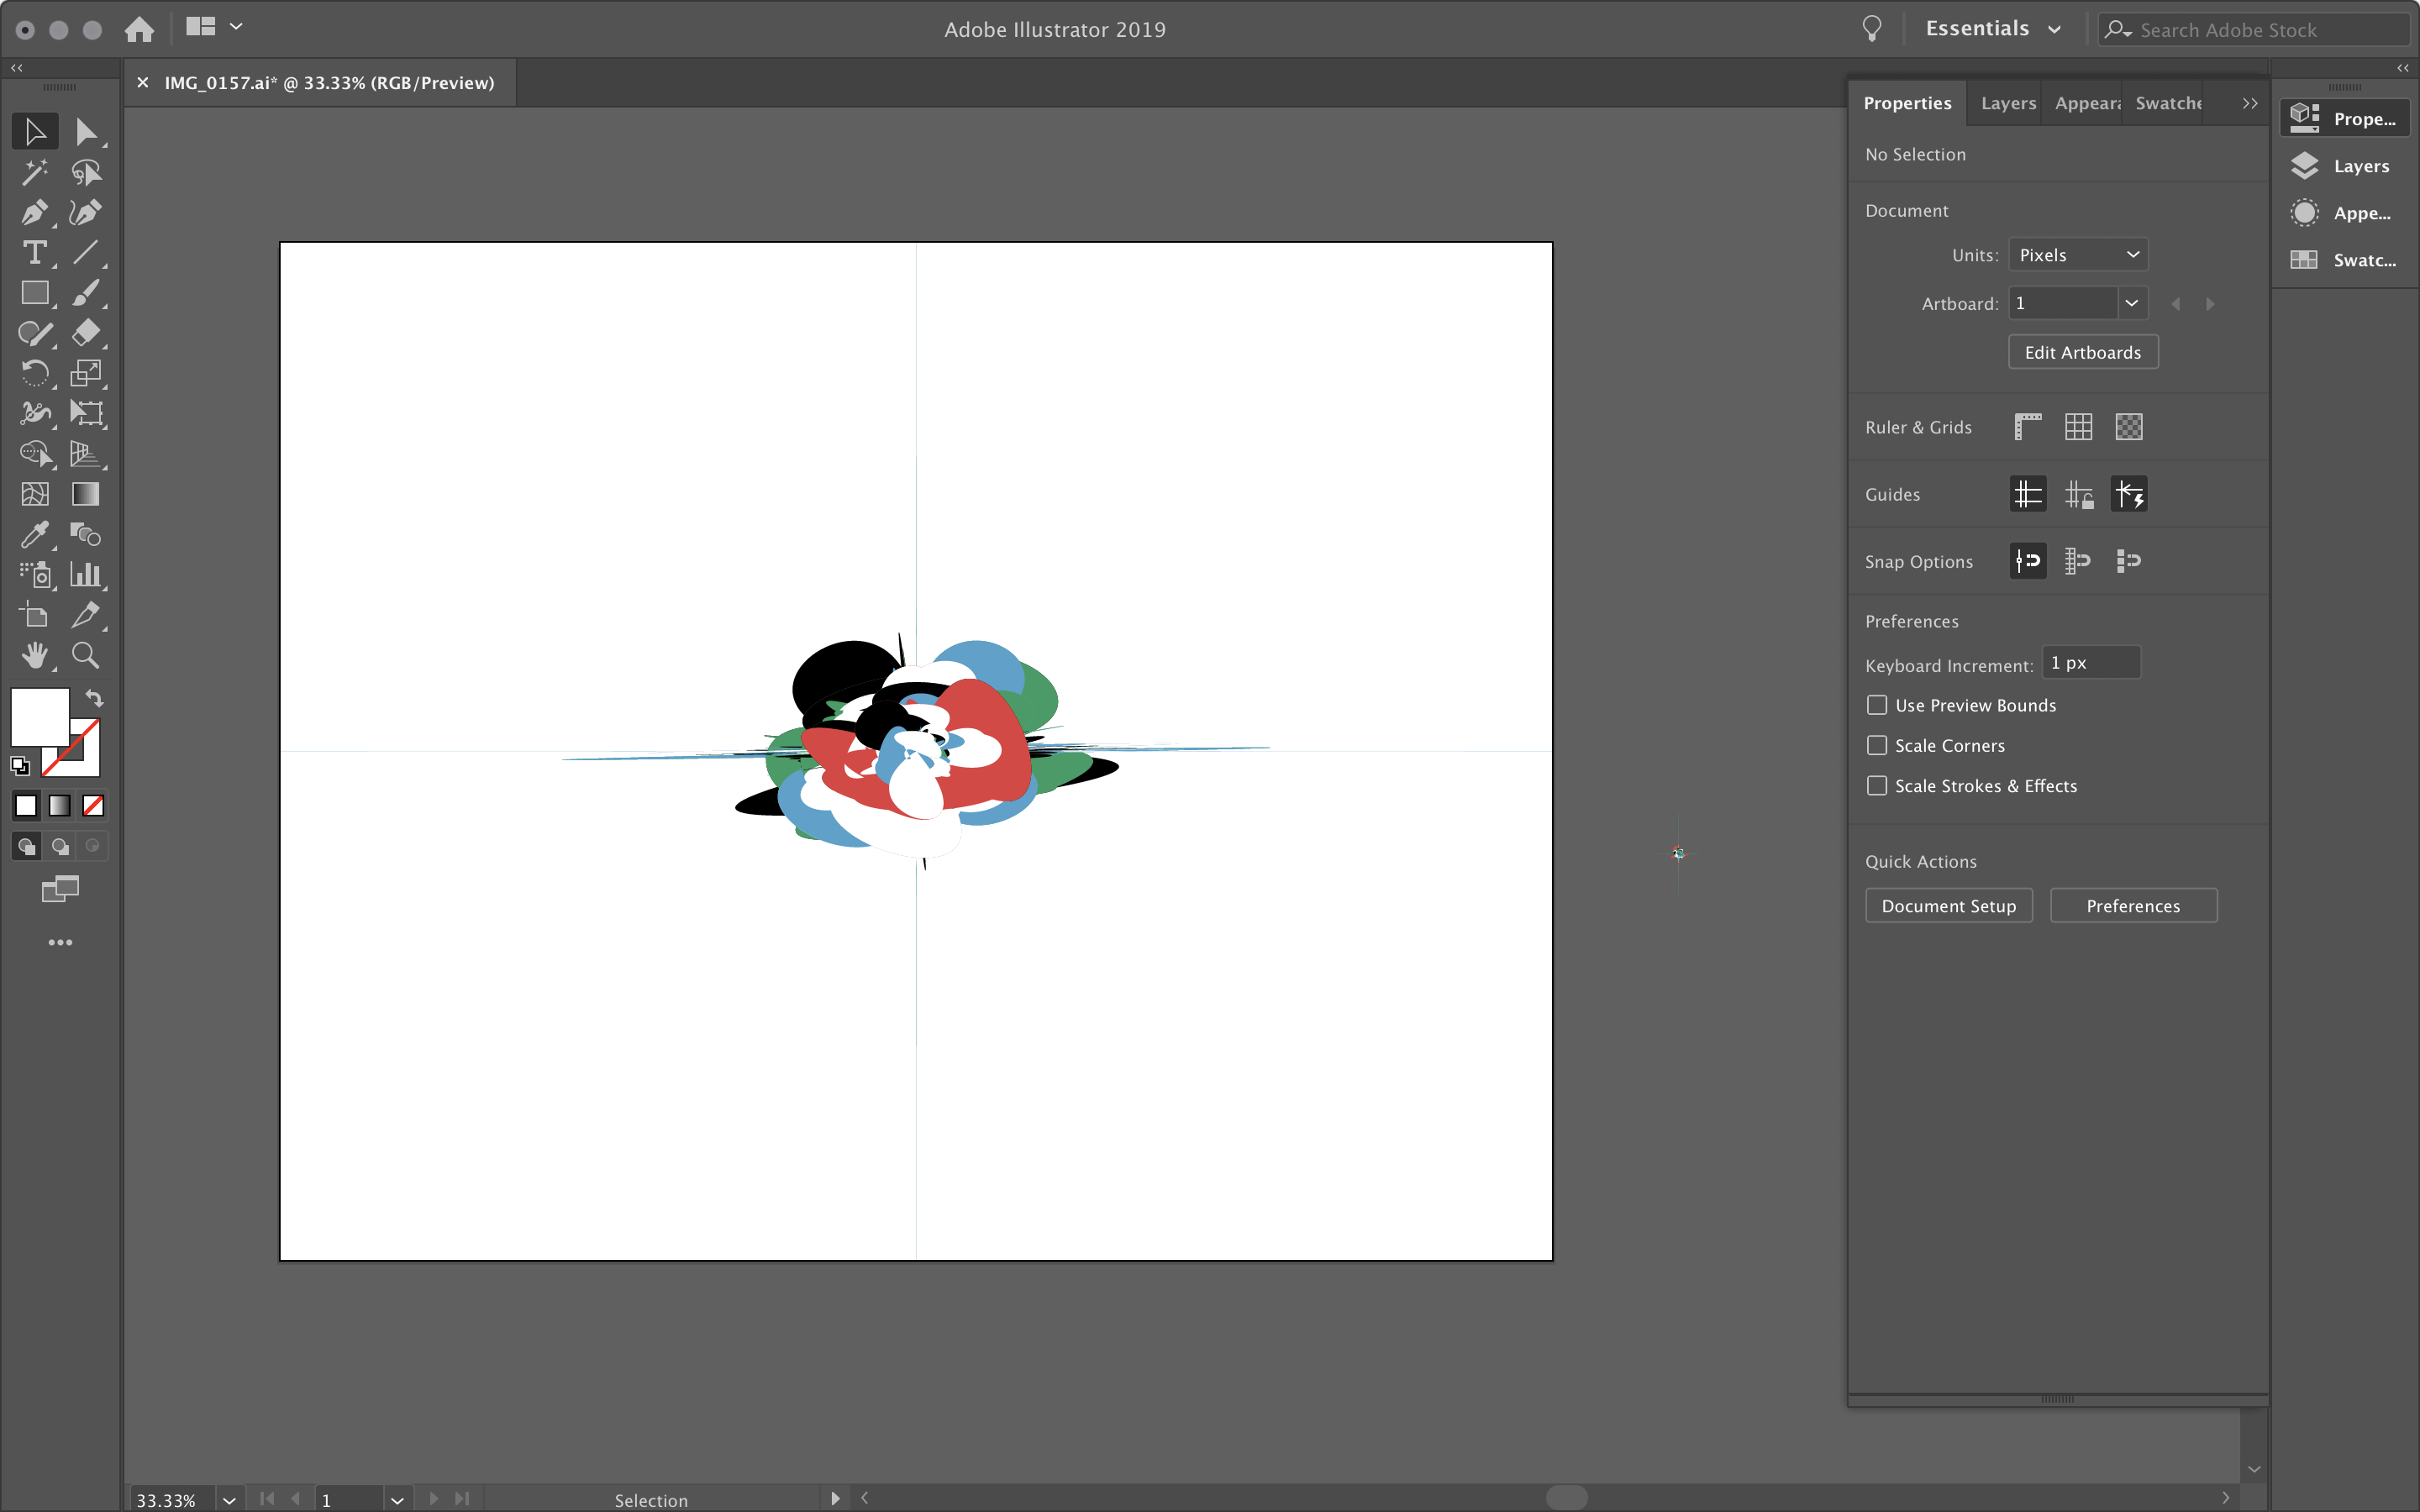 Adobe Illustrator 2019
Essentials
Search Adobe Stock
IMG_0157.ai* @ 33.33% (RGB/Preview)
Properties
Layers
Appeara
Swatche
No Selection
Document
Units:
Pixels
Artboard:
1
Edit Artboards
Ruler & Grids
Guides
Snap Options
Preferences
Keyboard Increment:
1 px
Use Preview Bounds
Scale Corners
Scale Strokes & Effects
Quick Actions
Document Setup
Preferences
Prope...
Layers
Appe...
Swatc...
33.33%
1
Selection